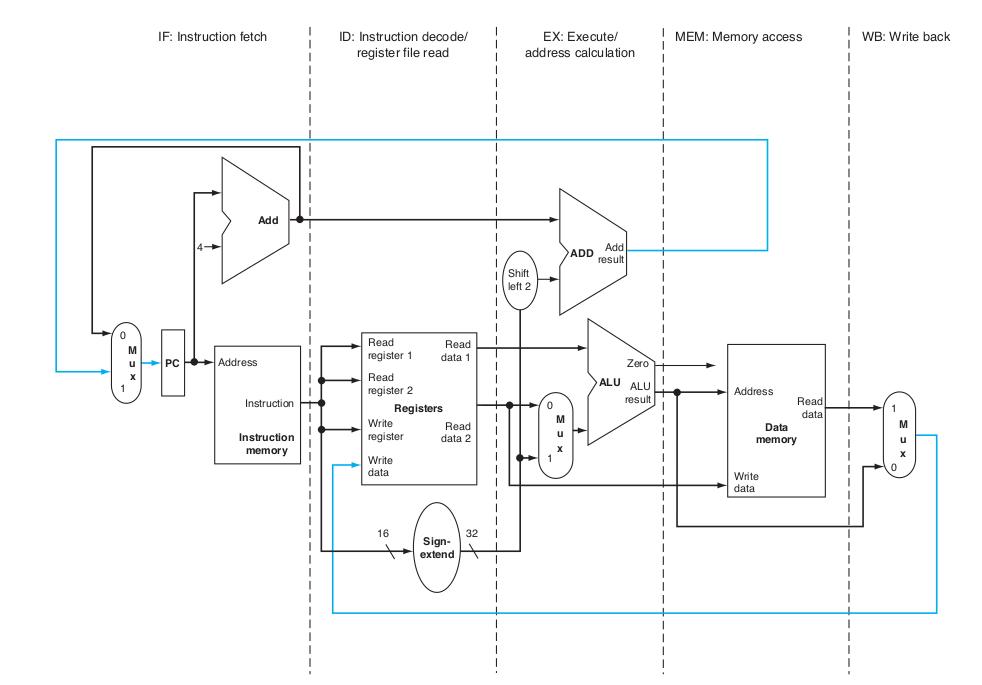 IF: Instruction fetch
ID: Instruction decode/
register file read
EX: Execute/
address calculation
MEM: Memory access
WB: Write back
Add
4
ADD
Add
result
Shift
left 2
0
M
u
x
1
PC
Address
Instruction
Instruction
memory
Read
register 1
Read
register 2
Write
register
Write
data
Registers
Read
data 1
Read
data 2
0
M
u
x
1
Zero
ALU
ALU
result
Address
Read
data
Data
memory
Write
data
1
M
u
x
0
16
Sign-
extend
32